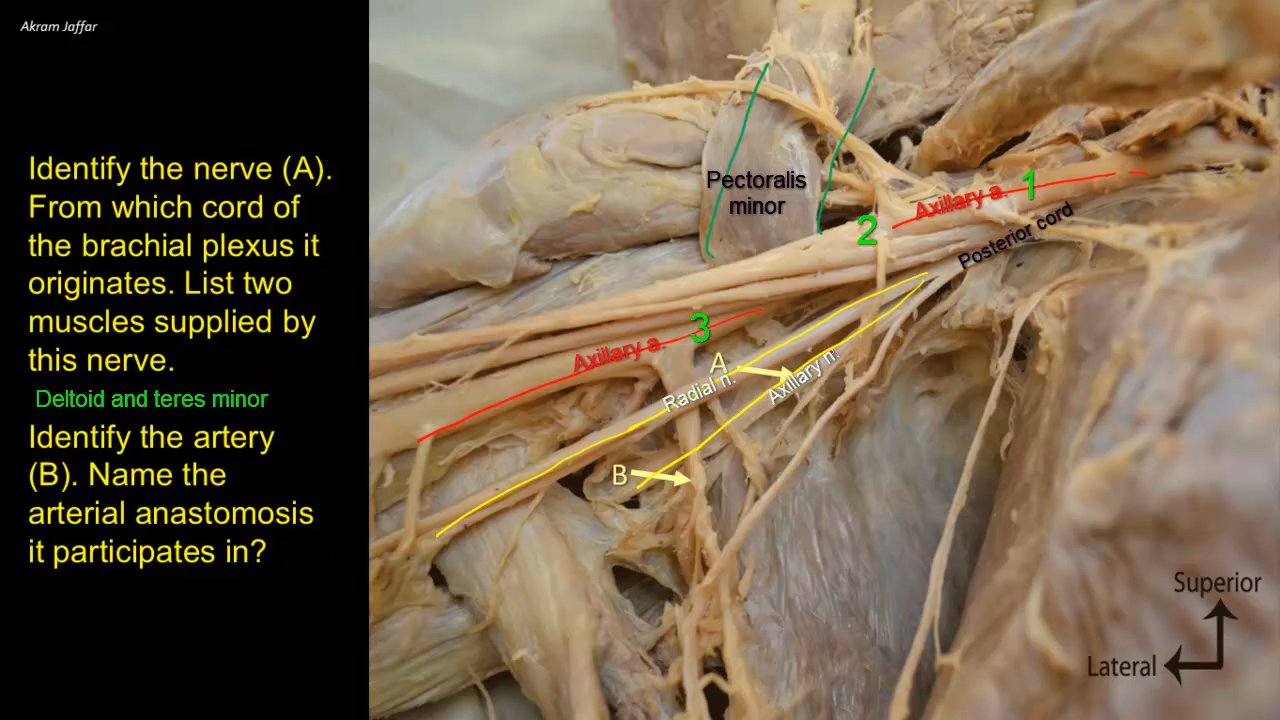 Akram Jaffar
Identify the nerve (A).
From which cord of
the brachial plexus it
originates. List two
muscles supplied by
this nerve.
Deltoid and teres minor
Identify the artery
(B). Name the
arterial anastomosis
it participates in?
Pectoralis
minor
Axillary a.
1
2
Posterior cord
3
Axillary a.
A
Radial n.
Axillary n.
B
Superior
Lateral